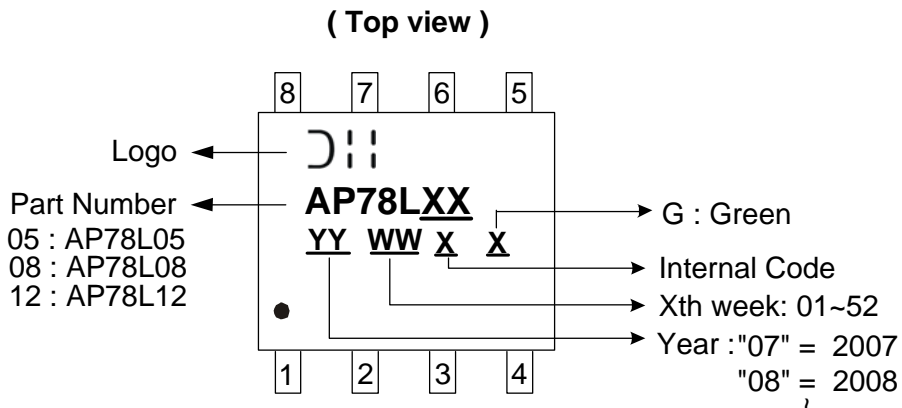 ( Top view )
8 7 6 5
Logo
AP78LXX
Part Number
05 : AP78L05
08 : AP78L08
12 : AP78L12
YY WW X X
G : Green
Internal Code
Xth week: 01~52
Year : "07" = 2007
"08" = 2008
~
1 2 3 4